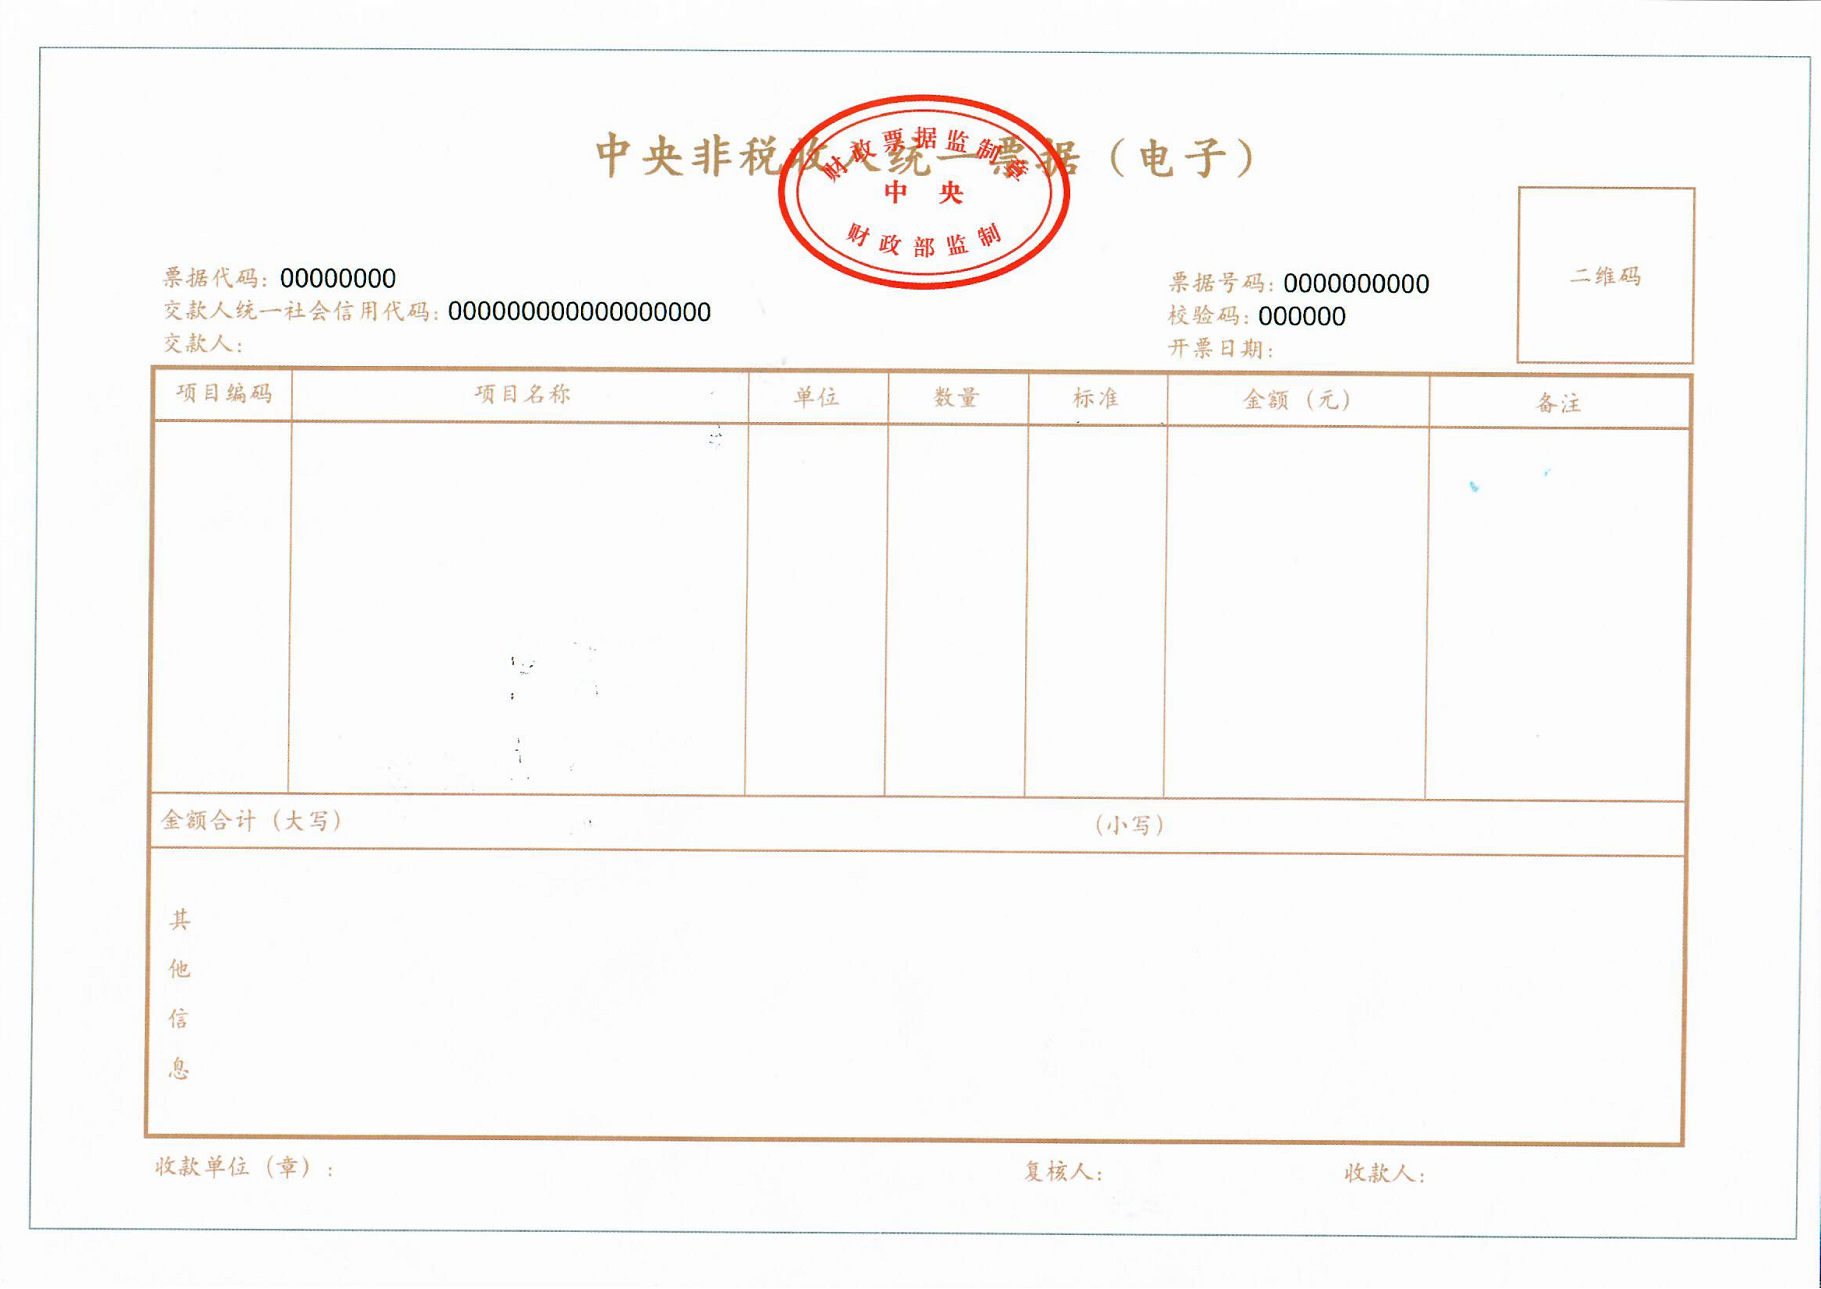 中央非税收入统一票据（电子）
财政票据监制章
中央
财政部监制
二维码
票据代码：00000000
票据号码：0000000000
交款人统一社会信用代码：000000000000000000
校验码：000000
交款人：
开票日期：
项目编码 项目名称 单位 数量 标准 金额（元） 备注
金额合计（大写） （小写）
其他信息
收款单位（章）： 复核人： 收款人：